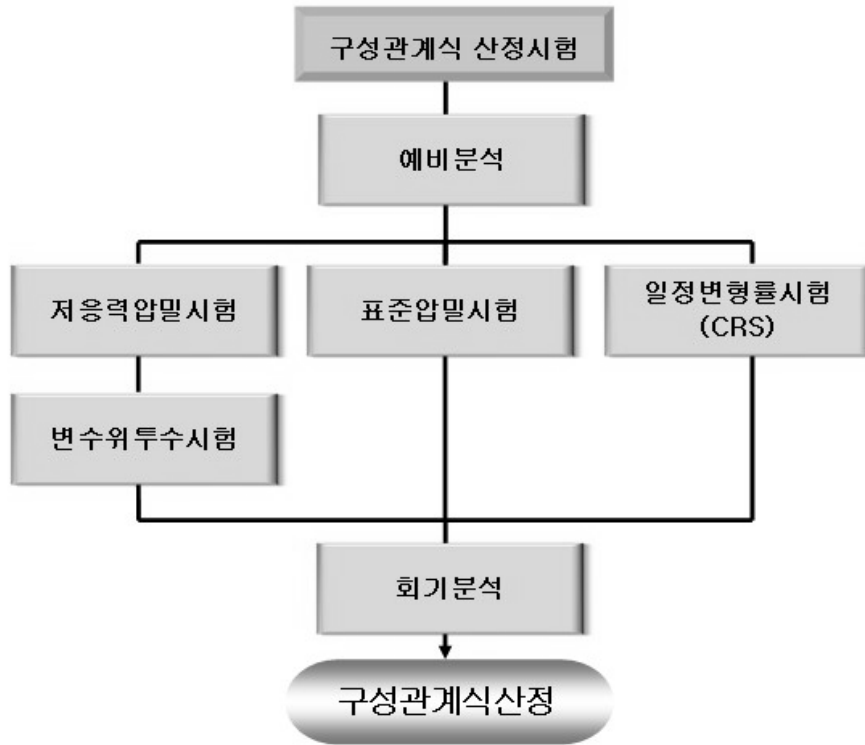 구성관계식 산정시험
예비분석
저응력압밀시험
표준압밀시험
일정변형률시험
(CRS)
변수위투수시험
회기분석
구성관계식산정